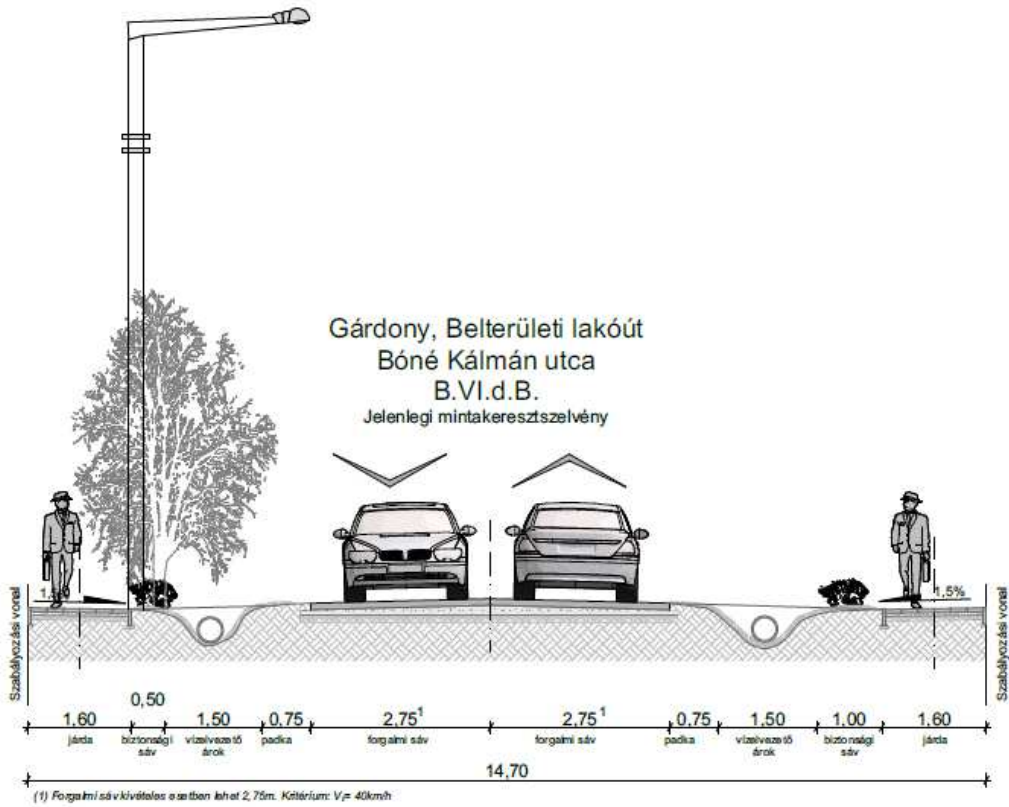 Gárdony, Belterületi lakóút
Bóné Kálmán utca
B.VI.d.B.
Jelenlegi mintakeresztszelvény
1,5%
Szabályozási vonal
Szabályozási vonal
0,50
1,60 1,50 0,75 2,75¹ 2,75¹ 0,75 1,50 1,00 1,60
járda biztonsági sáv vízelvezető árok padka forgalmi sáv forgalmi sáv padka vízelvezető árok biztonsági sáv járda
14,70
(1) Forgalmi sáv kivételes esetben lehet 2,75m. Kritérium: Vf= 40km/h